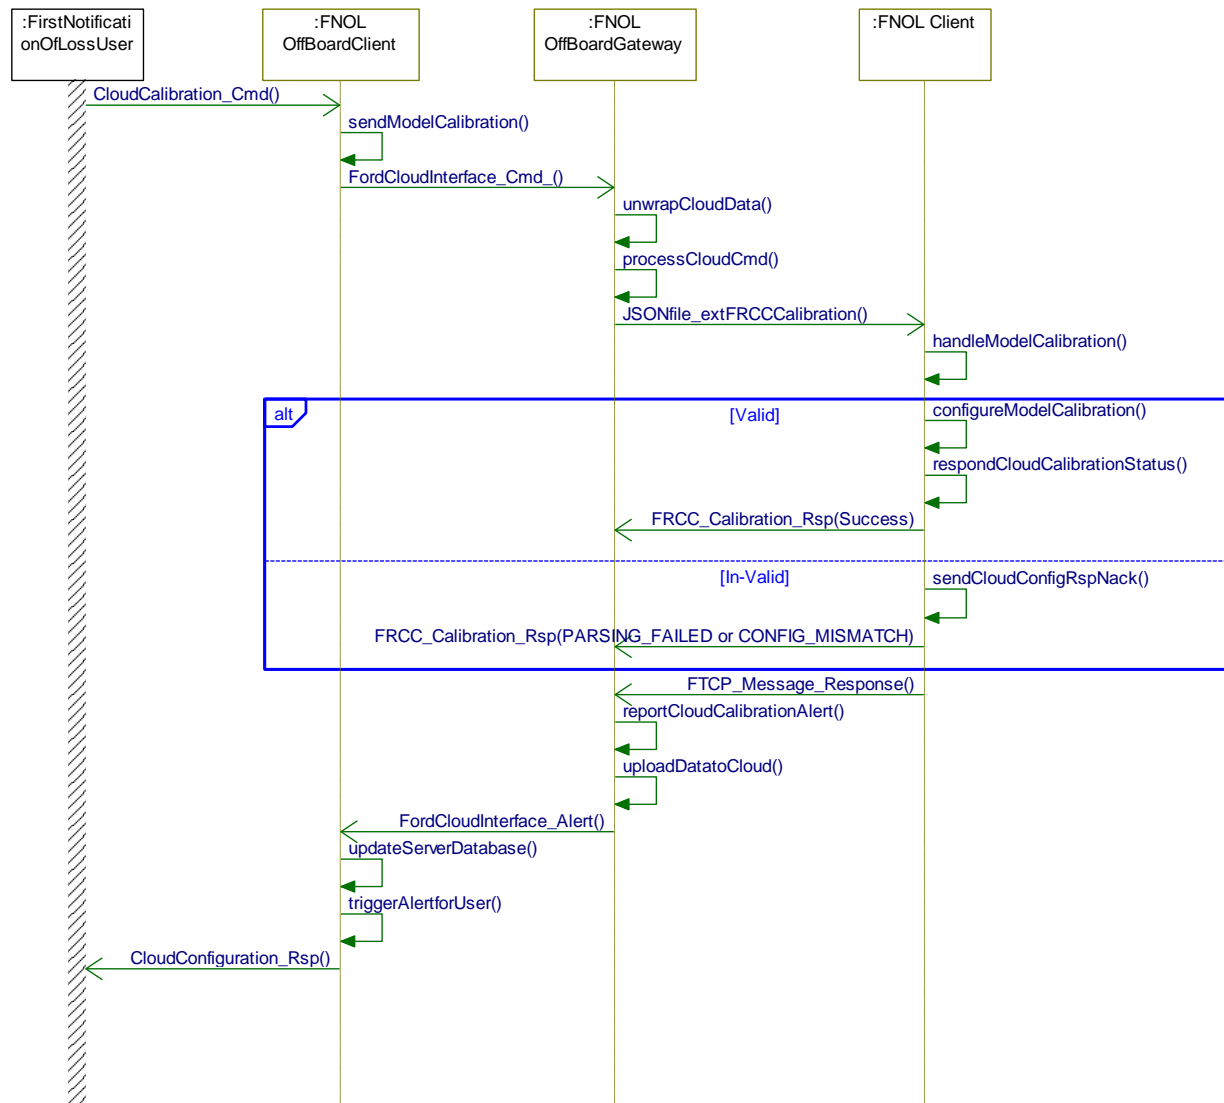 :FirstNotificati
onOfLossUser
:FNOL
OffBoardClient
:FNOL
OffBoardGateway
:FNOL Client
CloudCalibration_Cmd()
sendModelCalibration()
FordCloudInterface_Cmd_()
unwrapCloudData()
processCloudCmd()
JSONfile_extFRCCCalibration()
handleModelCalibration()
alt
[Valid]
configureModelCalibration()
respondCloudCalibrationStatus()
FRCC_Calibration_Rsp(Success)
[In-Valid]
sendCloudConfigRspNack()
FRCC_Calibration_Rsp(PARSING_FAILED or CONFIG_MISMATCH)
FTCP_Message_Response()
reportCloudCalibrationAlert()
uploadDatatoCloud()
FordCloudInterface_Alert()
updateServerDatabase()
triggerAlertforUser()
CloudConfiguration_Rsp()